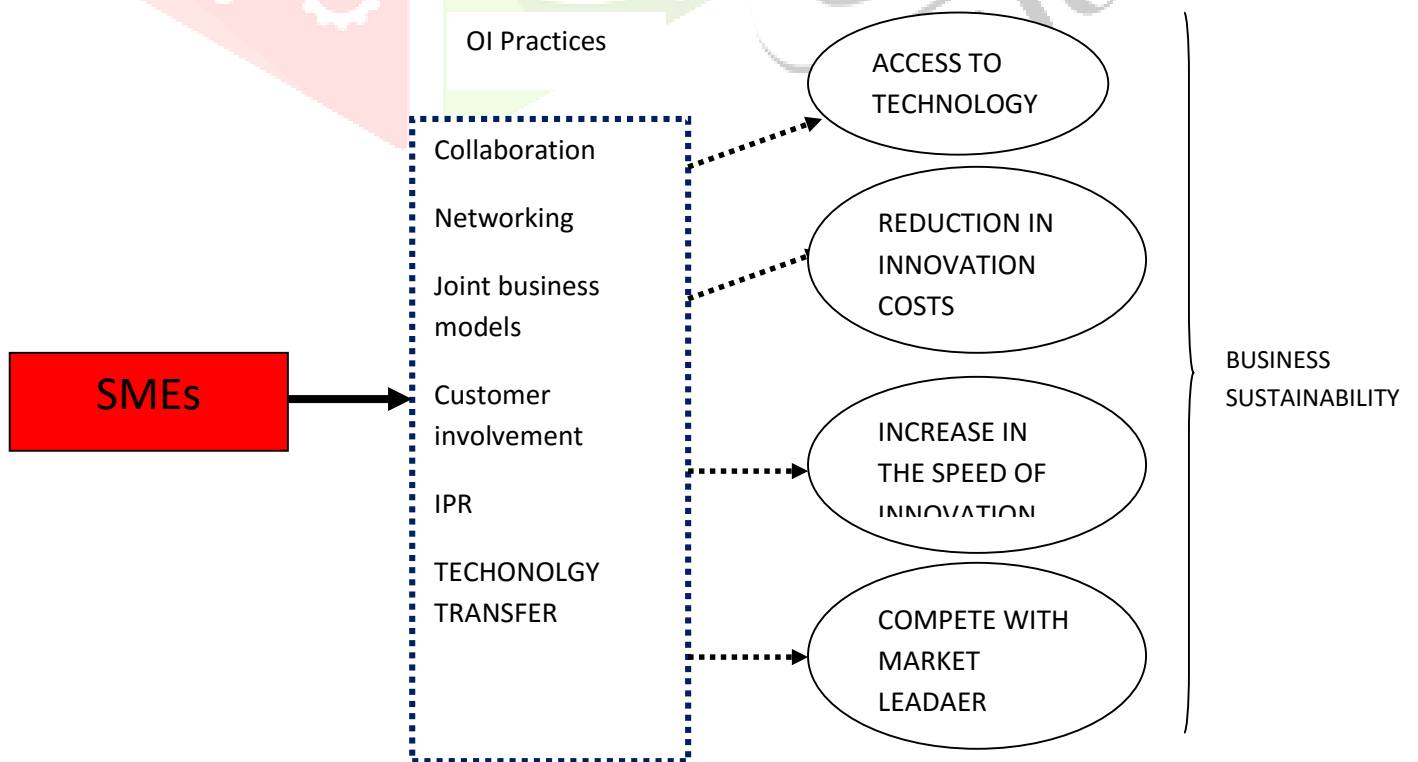 OI Practices
SMEs
Collaboration
Networking
Joint business
models
Customer
involvement
IPR
TECHONOLGY
TRANSFER
ACCESS TO
TECHNOLOGY
REDUCTION IN
INNOVATION
COSTS
INCREASE IN
THE SPEED OF
INNOVATION
COMPETE WITH
MARKET
LEADAER
BUSINESS
SUSTAINABILITY